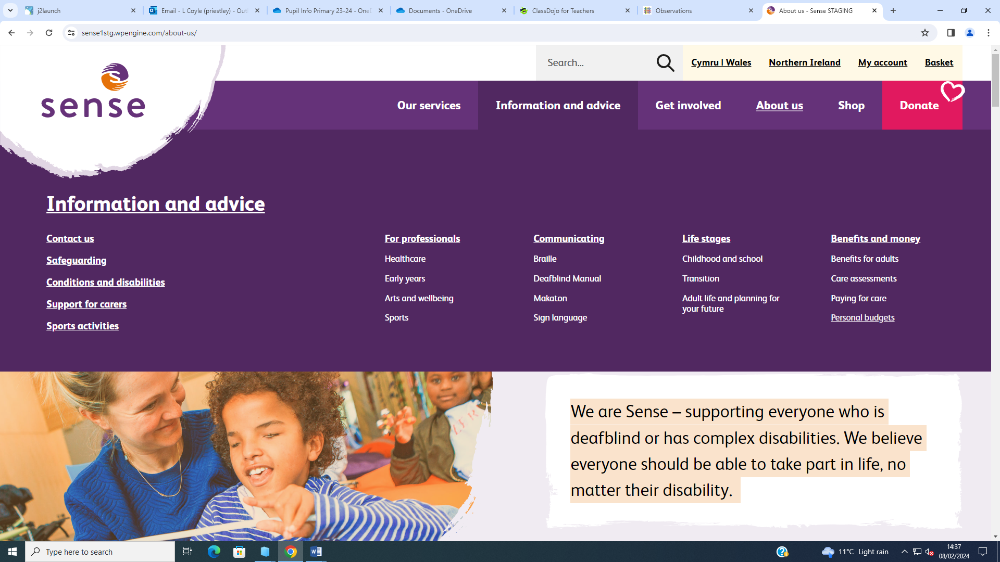 j2launch
Email - L Coyle (priestley) - Out
Pupil Info Primary 23-24 - One
Documents - OneDrive
ClassDojo for Teachers
Observations
About us - Sense STAGING
sense1stg.wpengine.com/about-us/
Search...
Cymru | Wales
Northern Ireland
My account
Basket
sense
Our services
Information and advice
Get involved
About us
Shop
Donate
Information and advice
Contact us
Safeguarding
Conditions and disabilities
Support for carers
Sports activities
For professionals
Healthcare
Early years
Arts and wellbeing
Sports
Communicating
Braille
Deafblind Manual
Makaton
Sign language
Life stages
Childhood and school
Transition
Adult life and planning for
your future
Benefits and money
Benefits for adults
Care assessments
Paying for care
Personal budgets
We are Sense – supporting everyone who is
deafblind or has complex disabilities. We believe
everyone should be able to take part in life, no
matter their disability.
Type here to search
11°C Light rain
14:37
08/02/2024